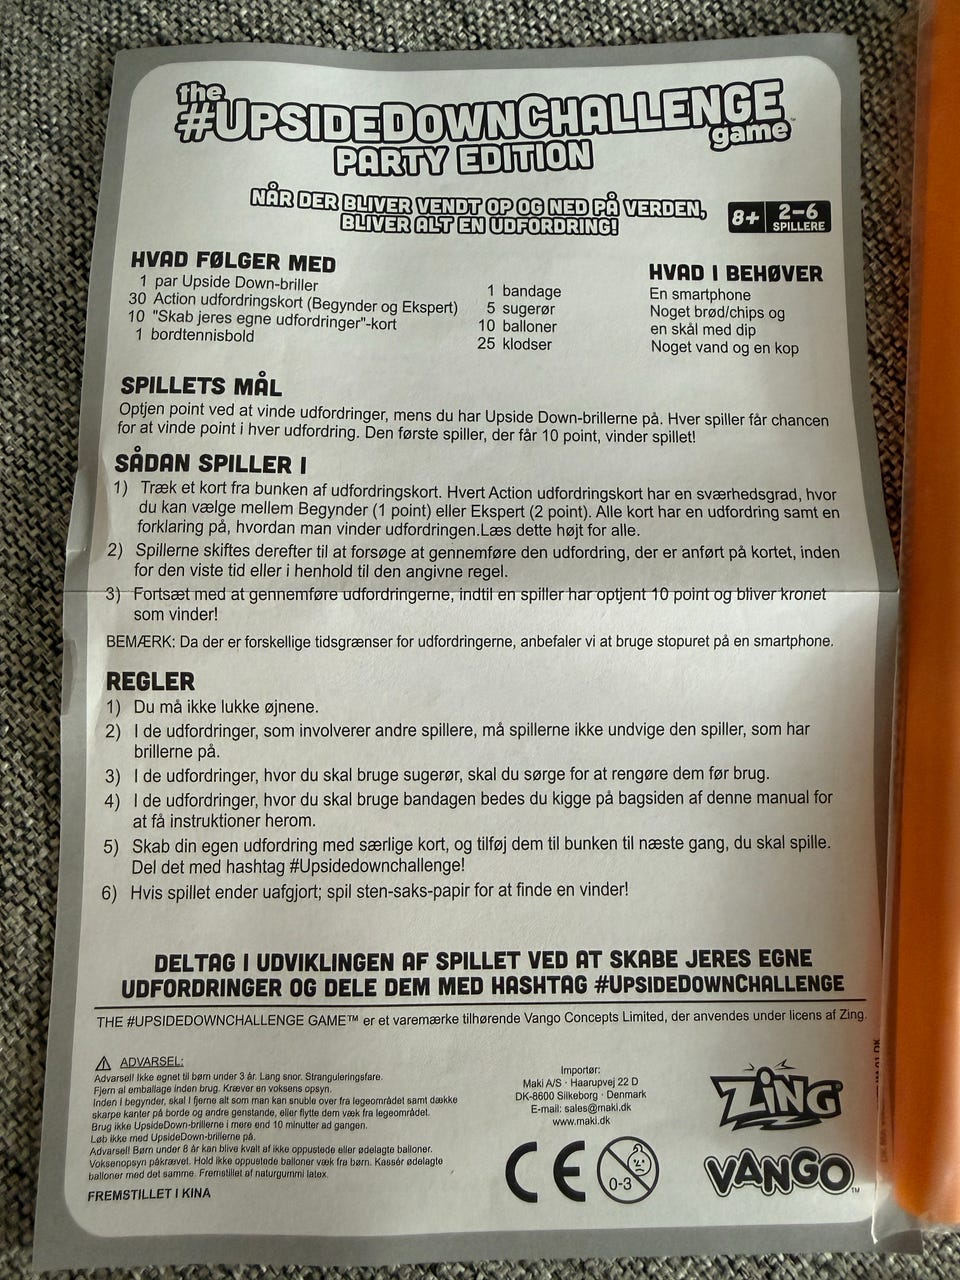 the
#UPSIDEDOWNCHALLENGE
game™
PARTY EDITION
NÅR DER BLIVER VENDT OP OG NED PÅ VERDEN,
BLIVER ALT EN UDFORDRING!
8+ 2-6
SPILLERE
HVAD FØLGER MED
1 par Upside Down-briller
30 Action udfordringskort (Begynder og Ekspert)
10 "Skab jeres egne udfordringer"-kort
1 bordtennisbold
1 bandage
5 sugerør
10 balloner
25 klodser
HVAD I BEHØVER
En smartphone
Noget brød/chips og
en skål med dip
Noget vand og en kop
SPILLETS MÅL
Optjen point ved at vinde udfordringer, mens du har Upside Down-brillerne på. Hver spiller får chancen
for at vinde point i hver udfordring. Den første spiller, der får 10 point, vinder spillet!
SÅDAN SPILLER I
1) Træk et kort fra bunken af udfordringskort. Hvert Action udfordringskort har en sværhedsgrad, hvor
du kan vælge mellem Begynder (1 point) eller Ekspert (2 point). Alle kort har en udfordring samt en
forklaring på, hvordan man vinder udfordringen.Læs dette højt for alle.
2) Spillerne skiftes derefter til at forsøge at gennemføre den udfordring, der er anført på kortet, inden
for den viste tid eller i henhold til den angivne regel.
3) Fortsæt med at gennemføre udfordringerne, indtil en spiller har optjent 10 point og bliver kronet
som vinder!
BEMÆRK: Da der er forskellige tidsgrænser for udfordringerne, anbefaler vi at bruge stopuret på en smartphone.
REGLER
1) Du må ikke lukke øjnene.
2) I de udfordringer, som involverer andre spillere, må spillerne ikke undvige den spiller, som har
brillerne på.
3) I de udfordringer, hvor du skal bruge sugerør, skal du sørge for at rengøre dem før brug.
4) I de udfordringer, hvor du skal bruge bandagen bedes du kigge på bagsiden af denne manual for
at få instruktioner herom.
5) Skab din egen udfordring med særlige kort, og tilføj dem til bunken til næste gang, du skal spille.
Del det med hashtag #Upsidedownchallenge!
6) Hvis spillet ender uafgjort; spil sten-saks-papir for at finde en vinder!
DELTAG I UDVIKLINGEN AF SPILLET VED AT SKABE JERES EGNE
UDFORDRINGER OG DELE DEM MED HASHTAG #UPSIDEDOWNCHALLENGE
THE #UPSIDEDOWNCHALLENGE GAME™ er et varemærke tilhørende Vango Concepts Limited, der anvendes under licens af Zing.
ADVARSEL:
Advarsel! Ikke egnet til børn under 3 år. Lang snor. Stranguleringsfare.
Fjern al emballage inden brug. Kræver en voksens opsyn.
Inden I begynder, skal I fjerne alt som man kan snuble over fra legeområdet samt dække
skarpe kanter på borde og andre genstande, eller flytte dem væk fra legeområdet.
Brug ikke UpsideDown-brillerne i mere end 10 minutter ad gangen.
Løb ikke med UpsideDown-brillerne på.
Advarsel! Børn under 8 år kan blive kvalt af ikke oppustede eller ødelagte balloner.
Voksenopsyn påkrævet. Hold ikke oppustede balloner væk fra børn. Kassér ødelagte
balloner med det samme. Fremstillet af naturgummi latex.
FREMSTILLET I KINA
Importør:
Maki A/S · Haarupvej 22 D
DK-8600 Silkeborg · Denmark
E-mail: sales@maki.dk
www.maki.dk
CE
0-3
ZING
VANGO™